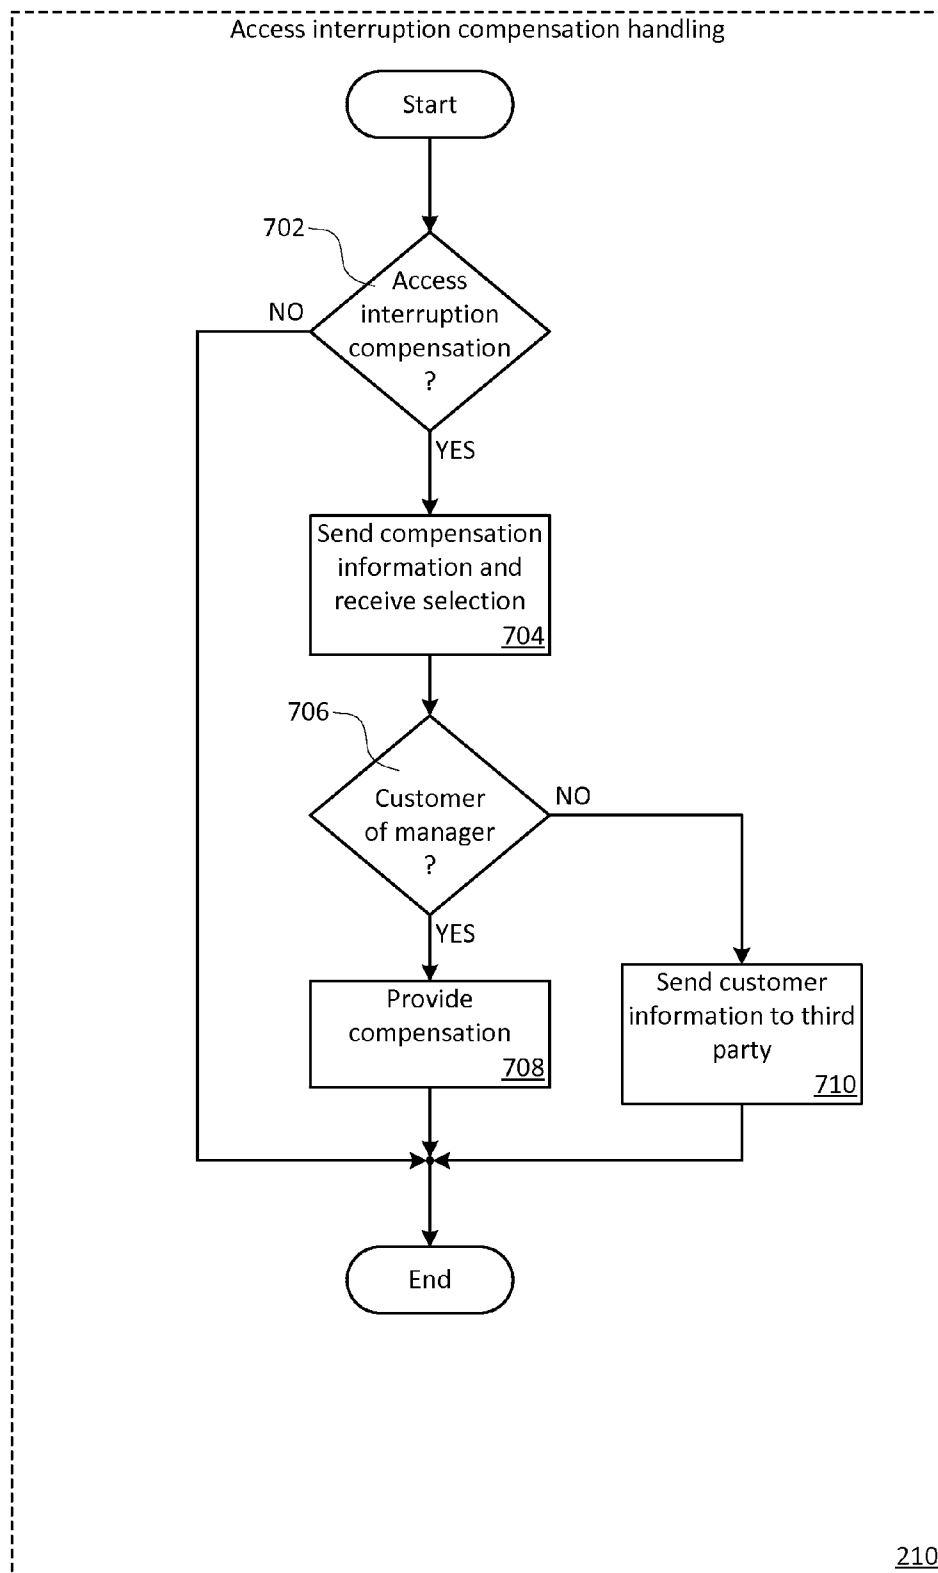 Access interruption compensation handling
Start
702
Access
interruption
compensation
?
NO
YES
Send compensation
information and
receive selection
704
706
Customer
of manager
?
NO
YES
Provide
compensation
708
Send customer
information to third
party
710
End
210